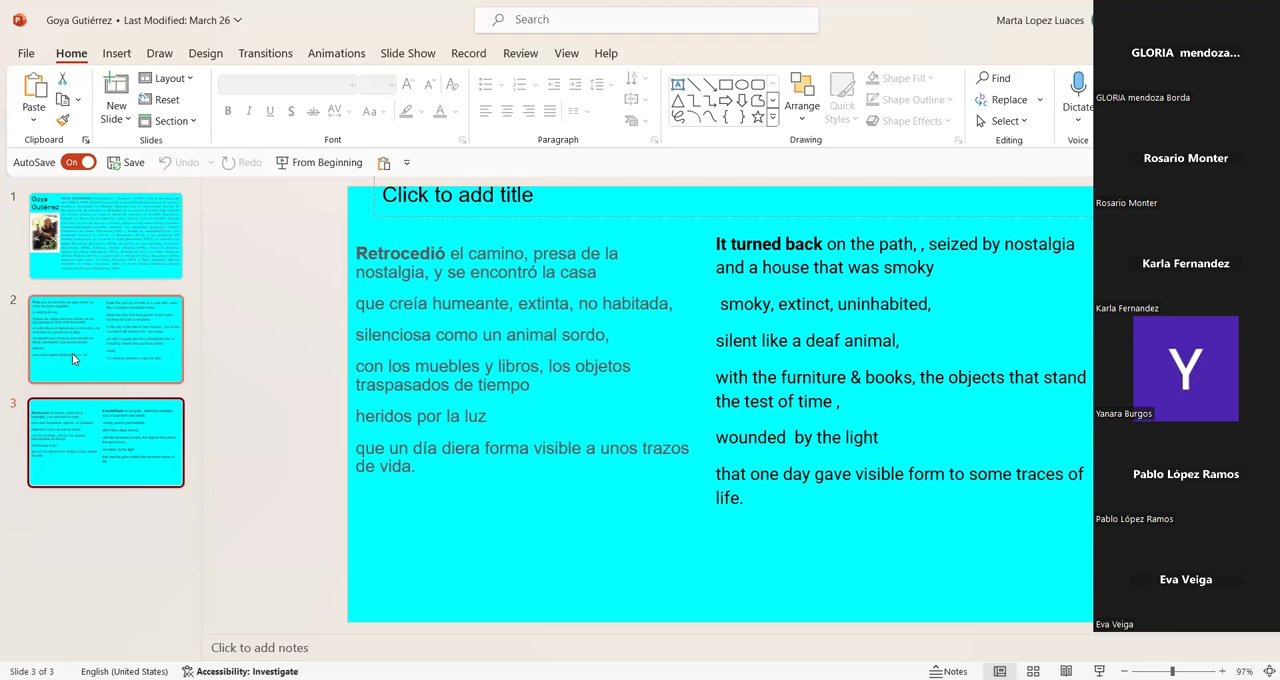 Goya Gutiérrez • Last Modified: March 26
Search
Marta Lopez Luaces
File Home Insert Draw Design Transitions Animations Slide Show Record Review View Help
Paste
New Slide
Layout
Reset
Section
B I U S ab AV Aa A
Arrange
Quick Styles
Shape Fill
Shape Outline
Shape Effects
Find
Replace
Select
Dictate
Clipboard Slides Font Paragraph Drawing Editing Voice
AutoSave On Save Undo Redo From Beginning
1
Goya
Gutiérrez
2
3
Click to add title
Retrocedió el camino, presa de la
nostalgia, y se encontró la casa
que creía humeante, extinta, no habitada,
silenciosa como un animal sordo,
con los muebles y libros, los objetos
traspasados de tiempo
heridos por la luz
que un día diera forma visible a unos trazos
de vida.
It turned back on the path, , seized by nostalgia
and a house that was smoky
smoky, extinct, uninhabited,
silent like a deaf animal,
with the furniture & books, the objects that stand
the test of time ,
wounded by the light
that one day gave visible form to some traces of
life.
GLORIA mendoza...
GLORIA mendoza Borda
Rosario Monter
Rosario Monter
Karla Fernandez
Karla Fernandez
Y
Yanara Burgos
Pablo López Ramos
Pablo López Ramos
Eva Veiga
Eva Veiga
Click to add notes
Slide 3 of 3 English (United States) Accessibility: Investigate Notes 97%